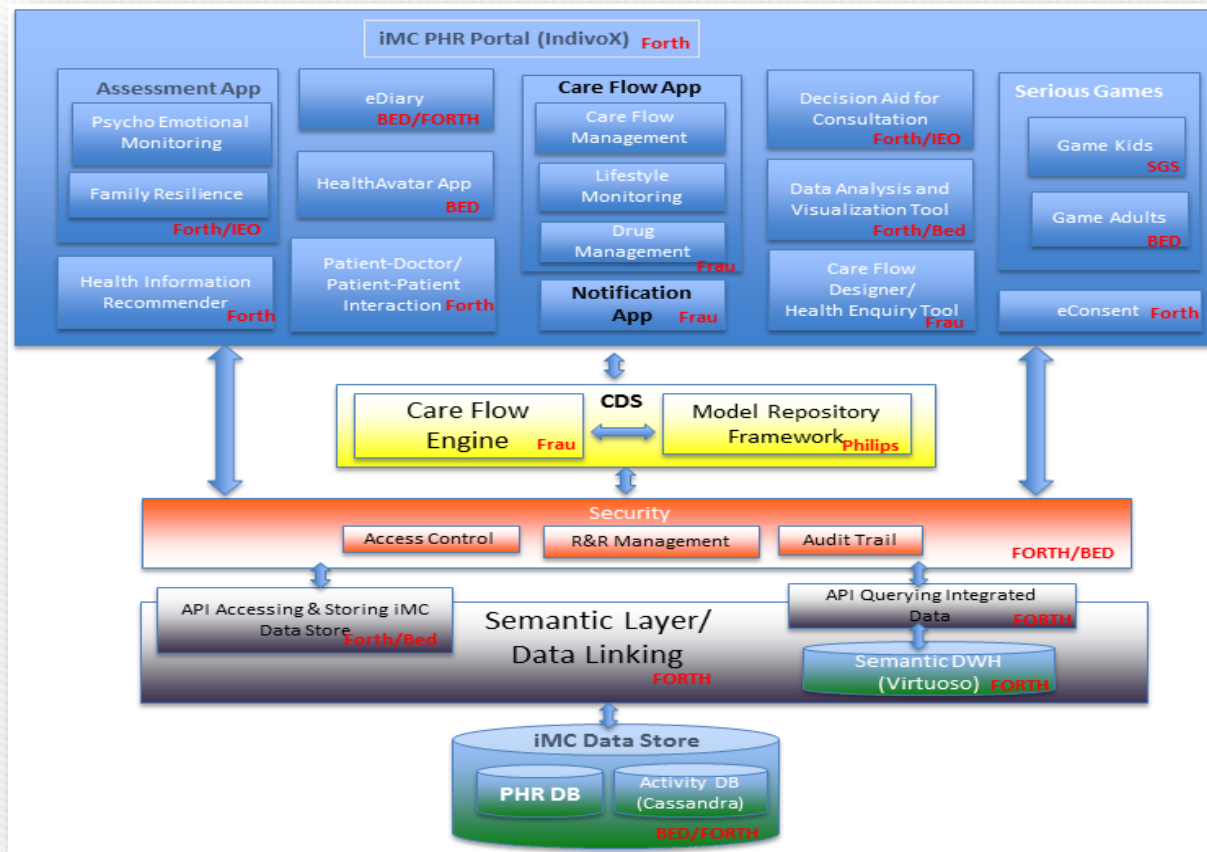 iMC PHR Portal (IndivoX) Forth
Assessment App
Psycho Emotional
Monitoring
Family Resilience
Forth/IEO
Health Information
Recommender
Forth
eDiary
BED/FORTH
HealthAvatar App
BED
Patient-Doctor/
Patient-Patient
Interaction Forth
Care Flow App
Care Flow
Management
Lifestyle
Monitoring
Drug
Management
Frau
Notification
App Frau
Decision Aid for
Consultation
Forth/IEO
Data Analysis and
Visualization Tool
Forth/Bed
Care Flow
Designer/
Health Enquiry Tool
Frau
Serious Games
Game Kids
SGS
Game Adults
BED
eConsent Forth
CDS
Care Flow
Engine
Frau
Model Repository
Framework
Philips
Security
Access Control
R&R Management
Audit Trail
FORTH/BED
API Accessing & Storing iMC
Data Store
Forth/Bed
Semantic Layer/
Data Linking
FORTH
API Querying Integrated
Data
FORTH
Semantic DWH
(Virtuoso) FORTH
iMC Data Store
PHR DB
Activity DB
(Cassandra)
BED/FORTH